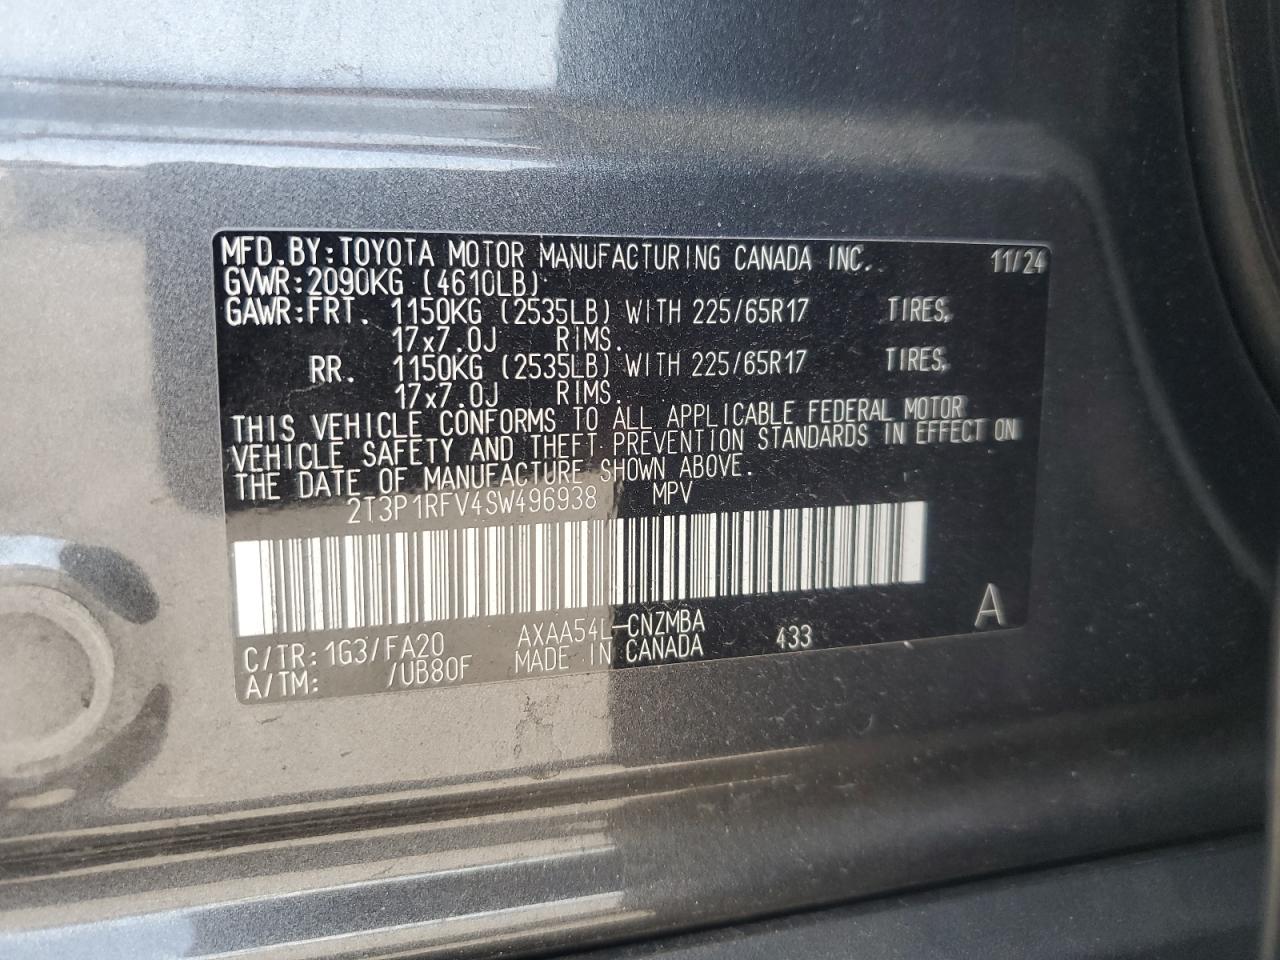 MFD.BY:TOYOTA MOTOR MANUFACTURING CANADA INC. 11/24
GVWR:2090KG (4610LB)
GAWR:FRT. 1150KG (2535LB) WITH 225/65R17 TIRES,
17x7.0J RIMS.
RR. 1150KG (2535LB) WITH 225/65R17 TIRES,
17x7.0J RIMS.
THIS VEHICLE CONFORMS TO ALL APPLICABLE FEDERAL MOTOR
VEHICLE SAFETY AND THEFT PREVENTION STANDARDS IN EFFECT ON
THE DATE OF MANUFACTURE SHOWN ABOVE.
2T3P1RFV4SW496938 MPV
A
C/TR:1G3/FA20 AXAA54L-CNZMBA 433
A/TM: /UB80F MADE IN CANADA